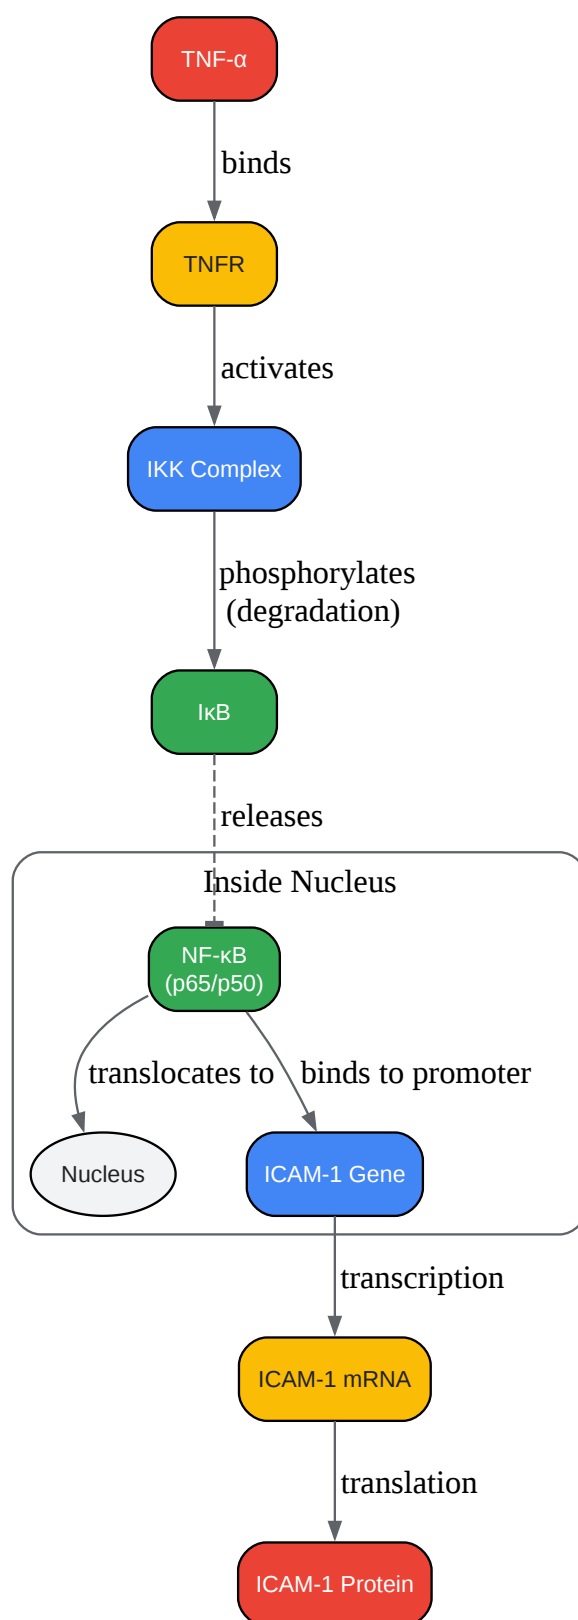 TNF-α
binds
TNFR
activates
IKK Complex
phosphorylates
(degradation)
IκB
releases
Inside Nucleus
NF-κB
(p65/p50)
translocates to
binds to promoter
Nucleus
ICAM-1 Gene
transcription
ICAM-1 mRNA
translation
ICAM-1 Protein